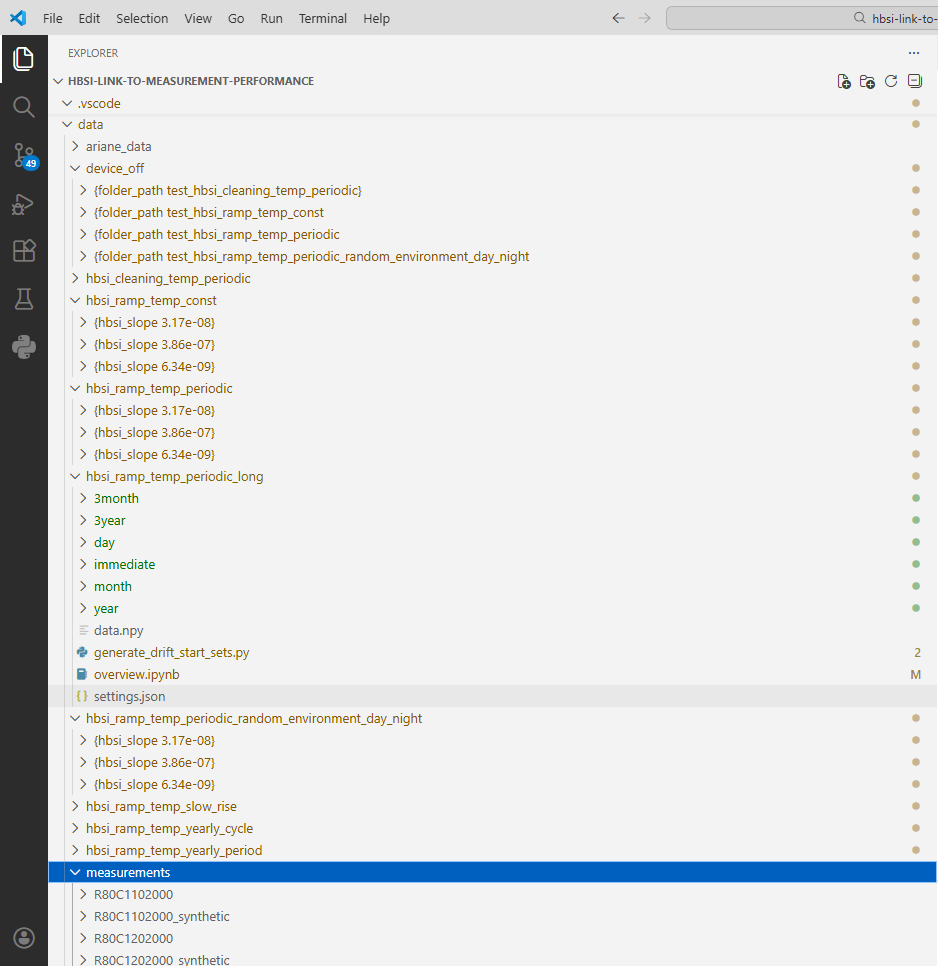 File Edit Selection View Go Run Terminal Help hbsi-link-to-
EXPLORER
HBSI-LINK-TO-MEASUREMENT-PERFORMANCE
.vscode
data
ariane_data
49
device_off
{folder_path test_hbsi_cleaning_temp_periodic}
{folder_path test_hbsi_ramp_temp_const
{folder_path test_hbsi_ramp_temp_periodic
{folder_path test_hbsi_ramp_temp_periodic_random_environment_day_night
hbsi_cleaning_temp_periodic
hbsi_ramp_temp_const
{hbsi_slope 3.17e-08}
{hbsi_slope 3.86e-07}
{hbsi_slope 6.34e-09}
hbsi_ramp_temp_periodic
{hbsi_slope 3.17e-08}
{hbsi_slope 3.86e-07}
{hbsi_slope 6.34e-09}
hbsi_ramp_temp_periodic_long
3month
3year
day
immediate
month
year
data.npy
generate_drift_start_sets.py 2
overview.ipynb M
{} settings.json
hbsi_ramp_temp_periodic_random_environment_day_night
{hbsi_slope 3.17e-08}
{hbsi_slope 3.86e-07}
{hbsi_slope 6.34e-09}
hbsi_ramp_temp_slow_rise
hbsi_ramp_temp_yearly_cycle
hbsi_ramp_temp_yearly_period
measurements
R80C1102000
R80C1102000_synthetic
R80C1202000
R80C1202000_synthetic